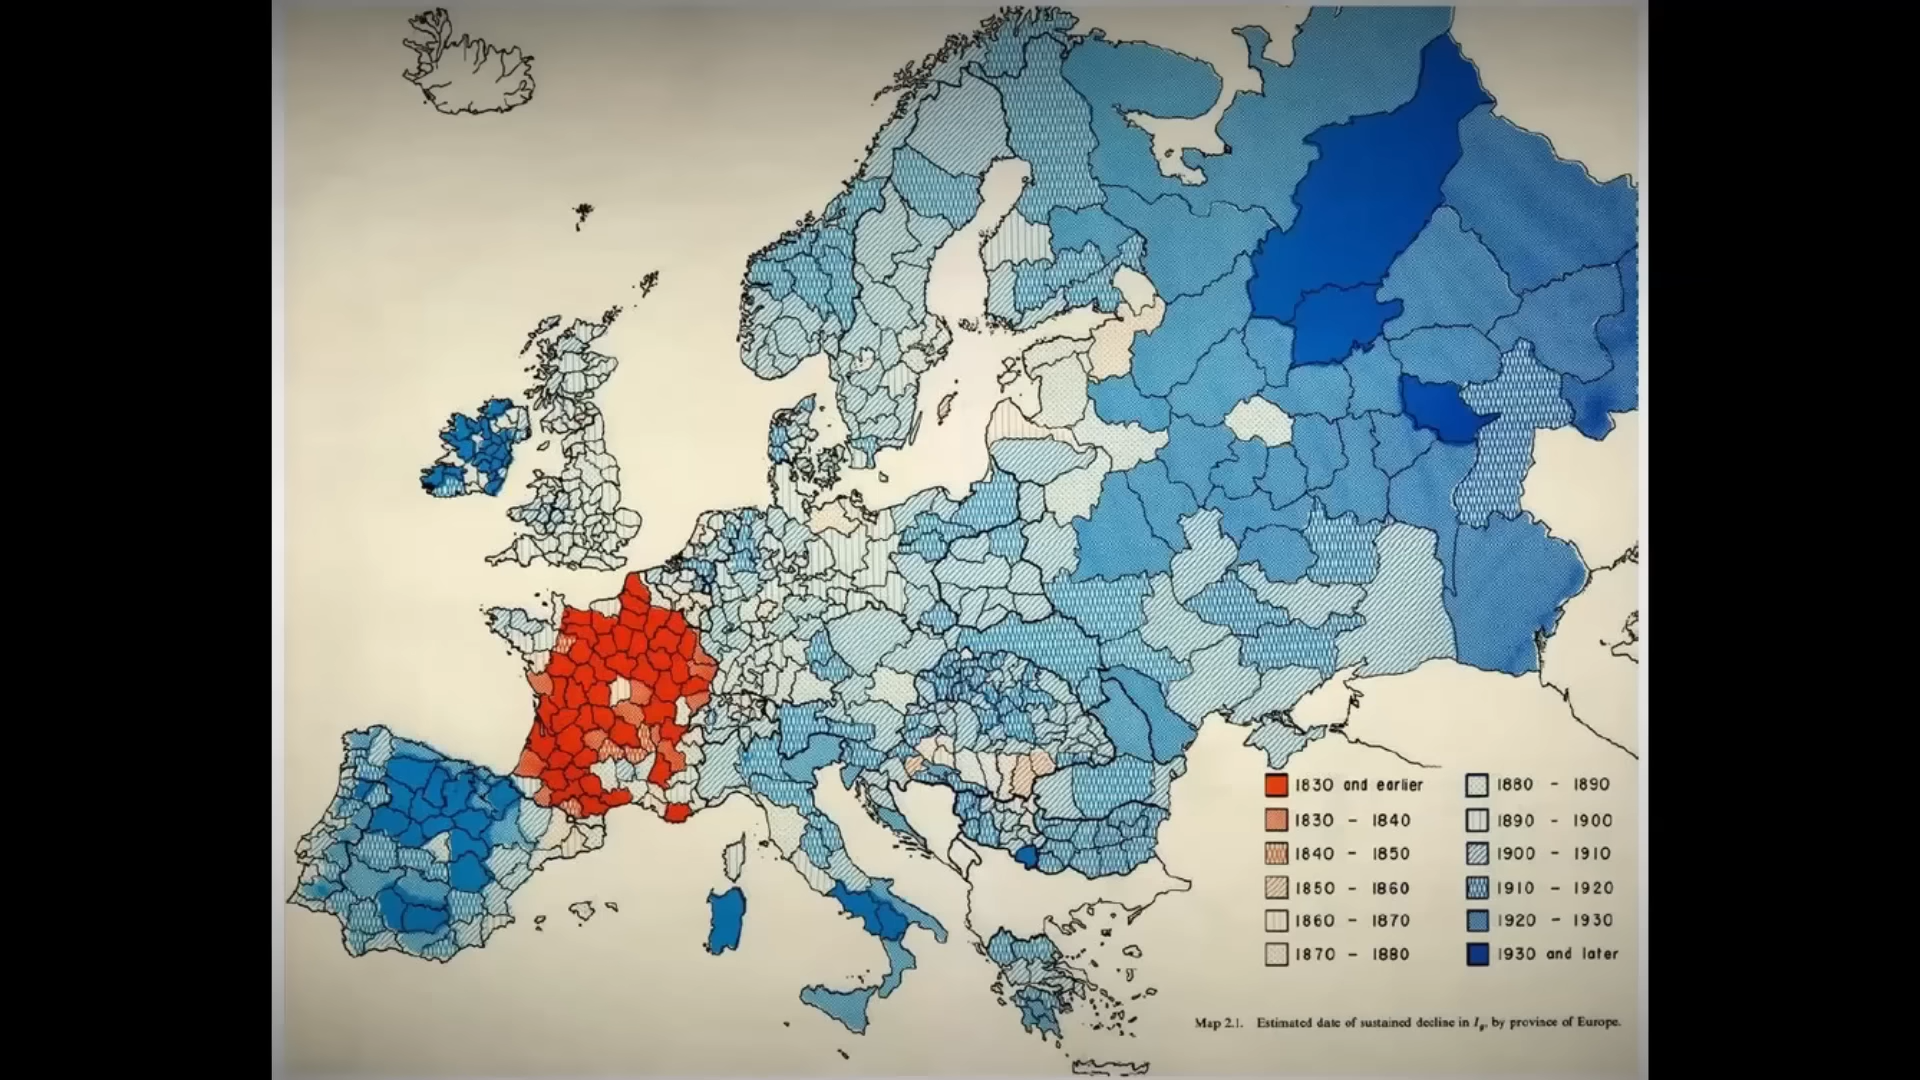 1830 and earlier
1830 - 1840
1840 - 1850
1850 - 1860
1860 - 1870
1870 - 1880
1880 - 1890
1890 - 1900
1900 - 1910
1910 - 1920
1920 - 1930
1930 and later
Map 2.1. Estimated date of sustained decline in Ig, by province of Europe.